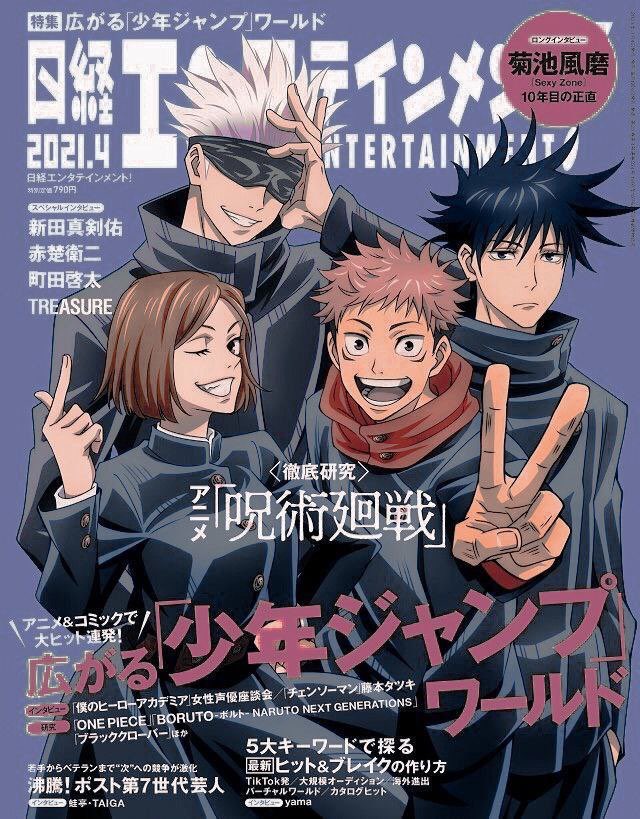 特集 広がる「少年ジャンプ」ワールド
日経エンタテインメント!
2021.4
ENTERTAINMENT!
日経エンタテインメント!
特別定価790円
ロングインタビュー
菊池風磨
「Sexy Zone」
10年目の正直
スペシャルインタビュー
新田真剣佑
赤楚衛二
町田啓太
TREASURE
〈徹底研究〉
アニメ「呪術廻戦」
アニメ&コミックで
大ヒット連発!
広がる「少年ジャンプ」
ワールド
インタビュー 「僕のヒーローアカデミア」女性声優座談会/「チェンソーマン」藤本タツキ
研究 「ONE PIECE」「BORUTO-ボルト- NARUTO NEXT GENERATIONS」
「ブラッククローバー」ほか
若手からベテランまで“次”への競争が激化
沸騰!ポスト第7世代芸人
インタビュー 蛙亭・TAIGA
5大キーワードで探る
[最新]ヒット&ブレイクの作り方
TikTok発/大規模オーディション/海外進出
バーチャルワールド/カタログヒット
インタビュー yama